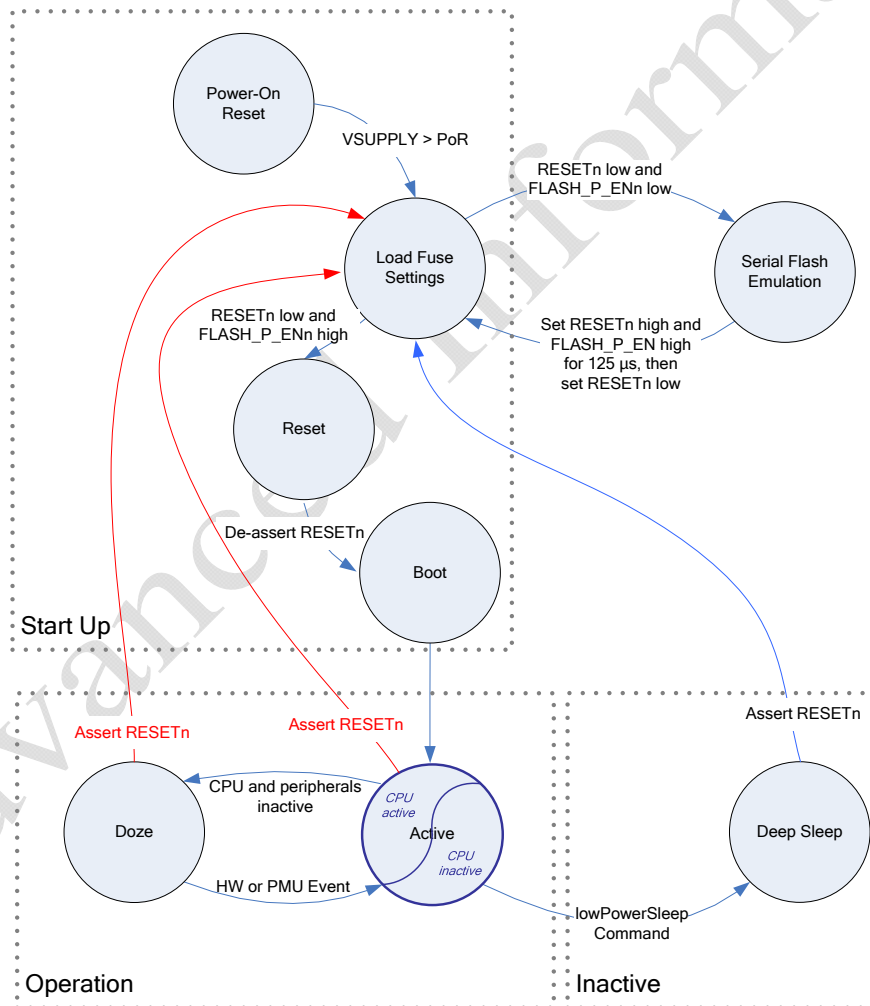 Power-On
Reset
VSUPPLY > PoR
RESETn low and
FLASH_P_ENn low
Load Fuse
Settings
Serial Flash
Emulation
RESETn low and
FLASH_P_ENn high
Set RESETn high and
FLASH_P_EN high
for 125 µs, then
set RESETn low
Reset
De-assert RESETn
Boot
Start Up
Assert RESETn
Assert RESETn
Assert RESETn
CPU and peripherals
inactive
CPU
active
Doze
Active
CPU
inactive
Deep Sleep
HW or PMU Event
lowPowerSleep
Command
Operation
Inactive
Advanced Inform